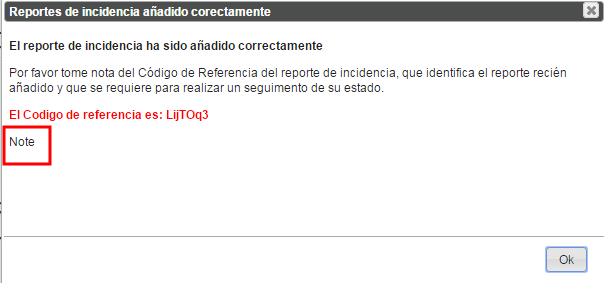 Reportes de incidencia añadido corectamente
El reporte de incidencia ha sido añadido correctamente
Por favor tome nota del Código de Referencia del reporte de incidencia, que identifica el reporte recién
añadido y que se requiere para realizar un seguimento de su estado.
El Codigo de referencia es: LijTOq3
Note
Ok